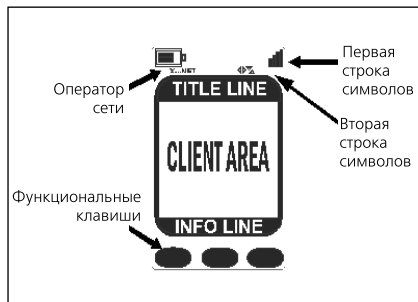 Первая
строка
символов
Оператор
сети
TITLE LINE
Вторая
строка
символов
CLIENT AREA
Функциональные
клавиши
INFO LINE